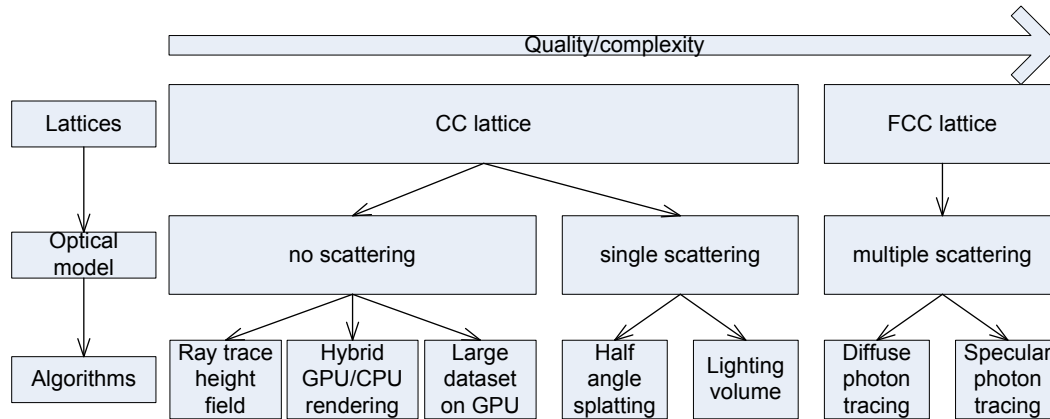 Quality/complexity
Lattices
CC lattice
FCC lattice
Optical
model
no scattering
single scattering
multiple scattering
Algorithms
Ray trace
height
field
Hybrid
GPU/CPU
rendering
Large
dataset
on GPU
Half
angle
splatting
Lighting
volume
Diffuse
photon
tracing
Specular
photon
tracing